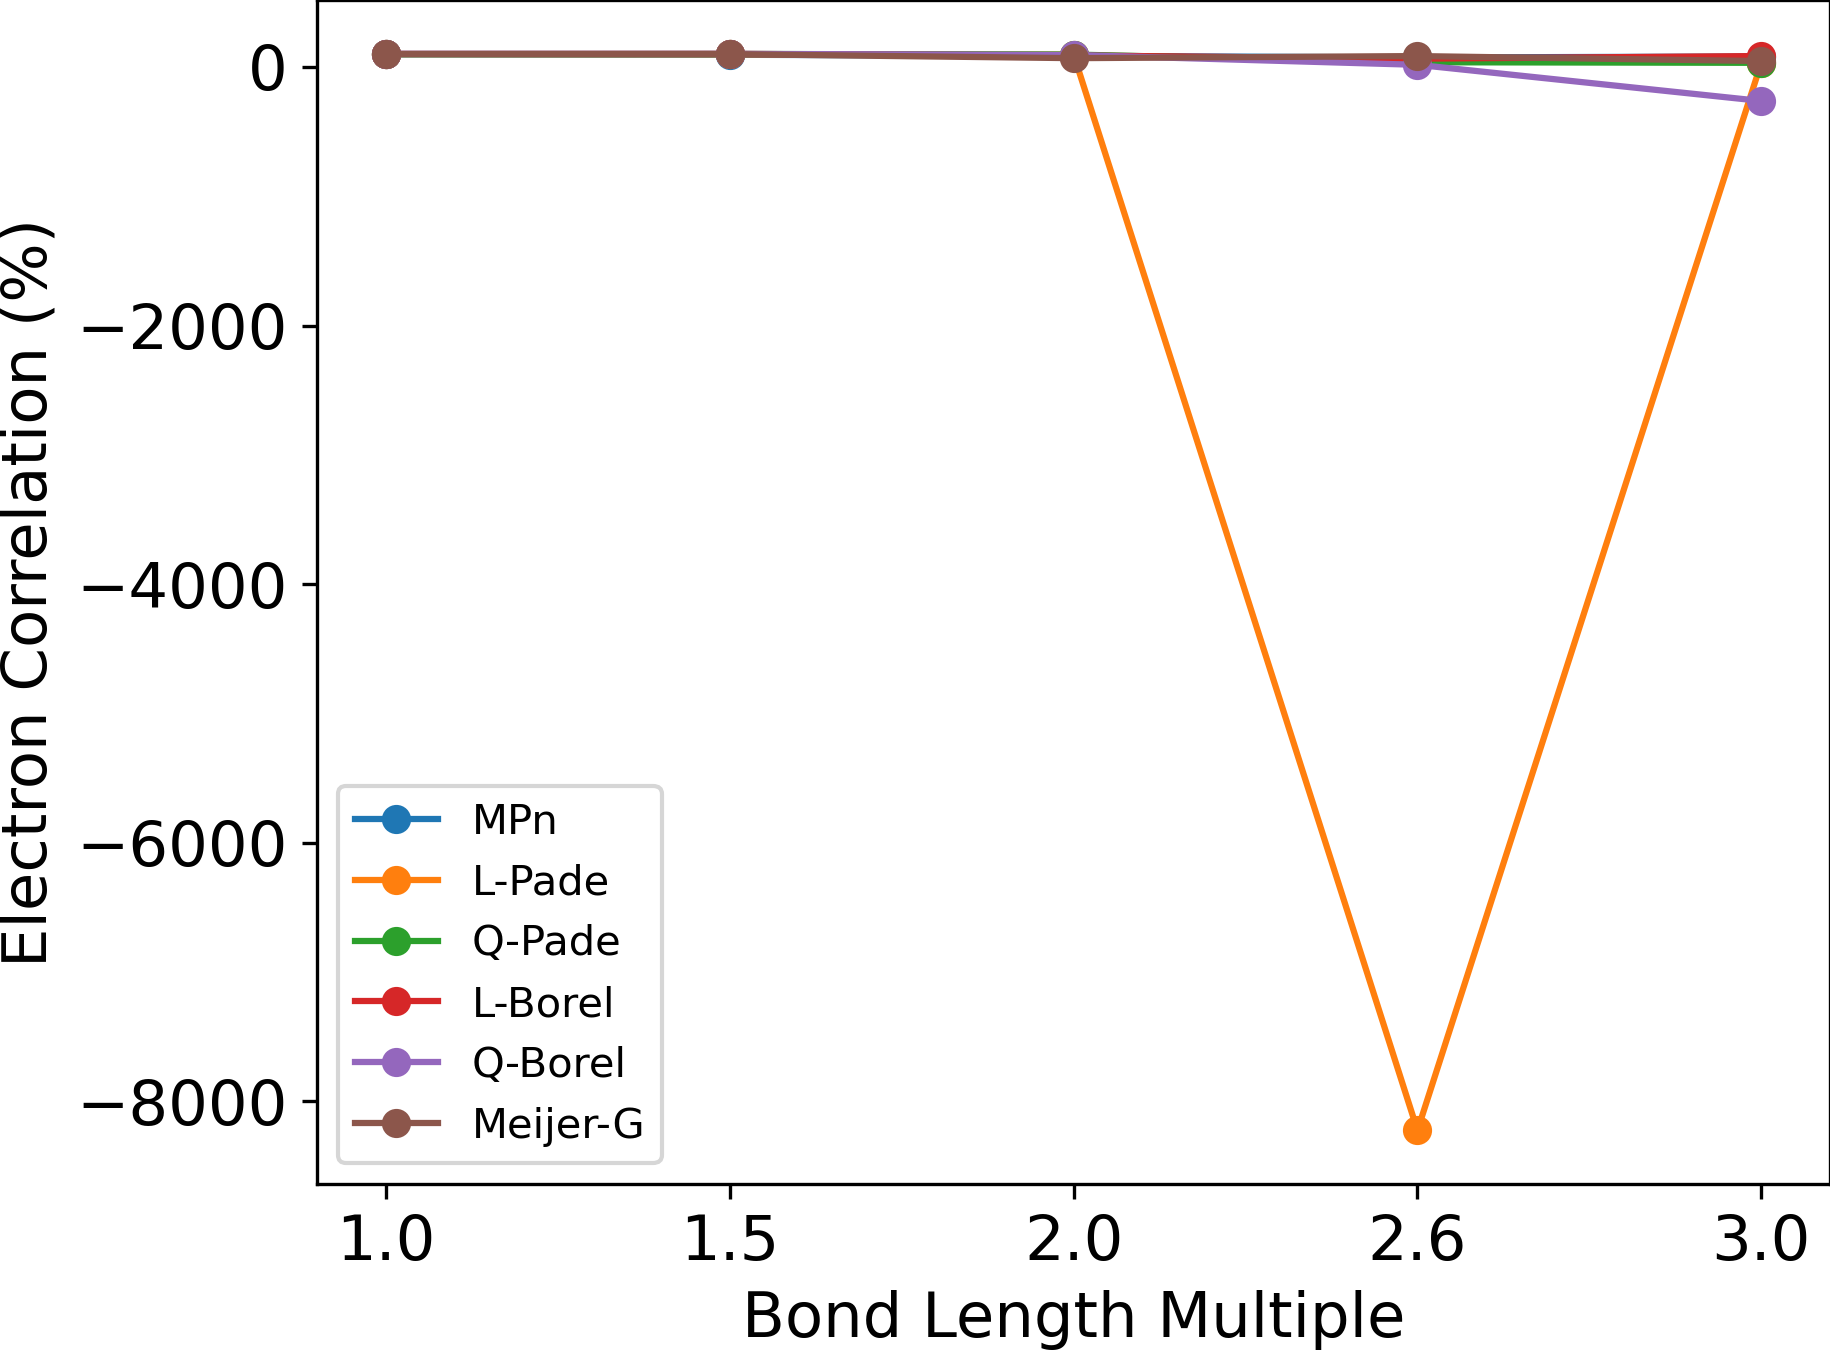 Electron Correlation (%)
0
−2000
−4000
−6000
−8000
MPn
L-Pade
Q-Pade
L-Borel
Q-Borel
Meijer-G
1.0 1.5 2.0 2.6 3.0
Bond Length Multiple